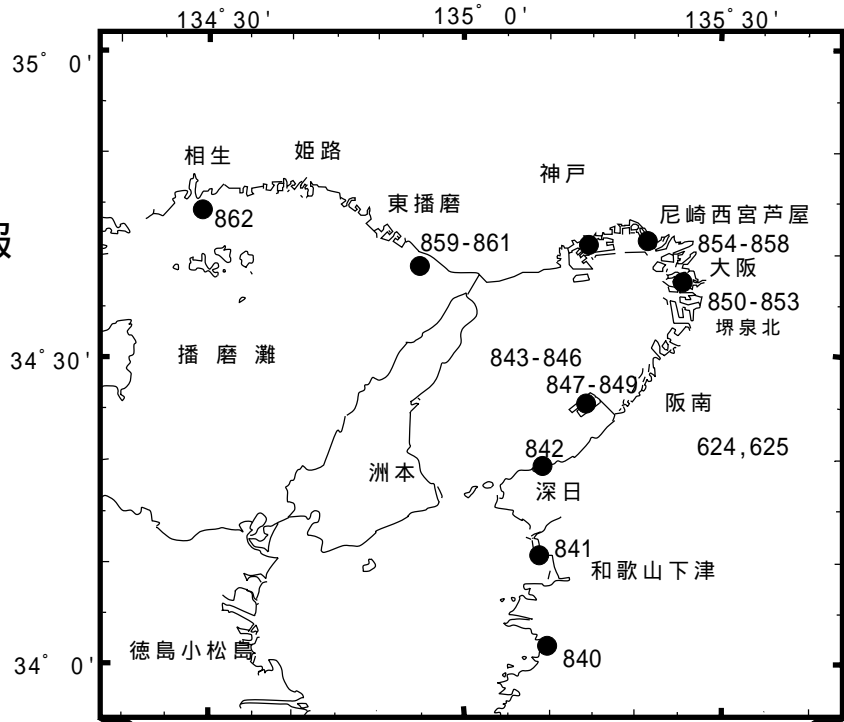 134° 30'
135° 0'
135° 30'
35° 0'
相生
姫路
神戸
東播磨
尼崎西宮芦屋
862
859-861
854-858
報
大阪
850-853
堺泉北
34° 30'
播磨灘
843-846
847-849
阪南
842
624,625
洲本
深日
841
和歌山下津
徳島小松島
34° 0'
840